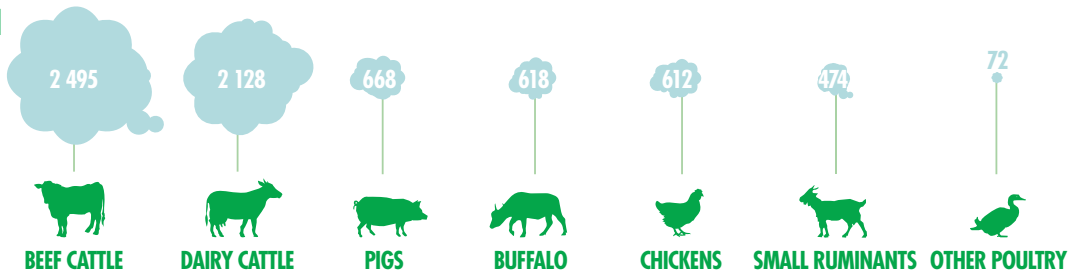 2 495
2 128
668
618
612
474
72
BEEF CATTLE
DAIRY CATTLE
PIGS
BUFFALO
CHICKENS
SMALL RUMINANTS
OTHER POULTRY